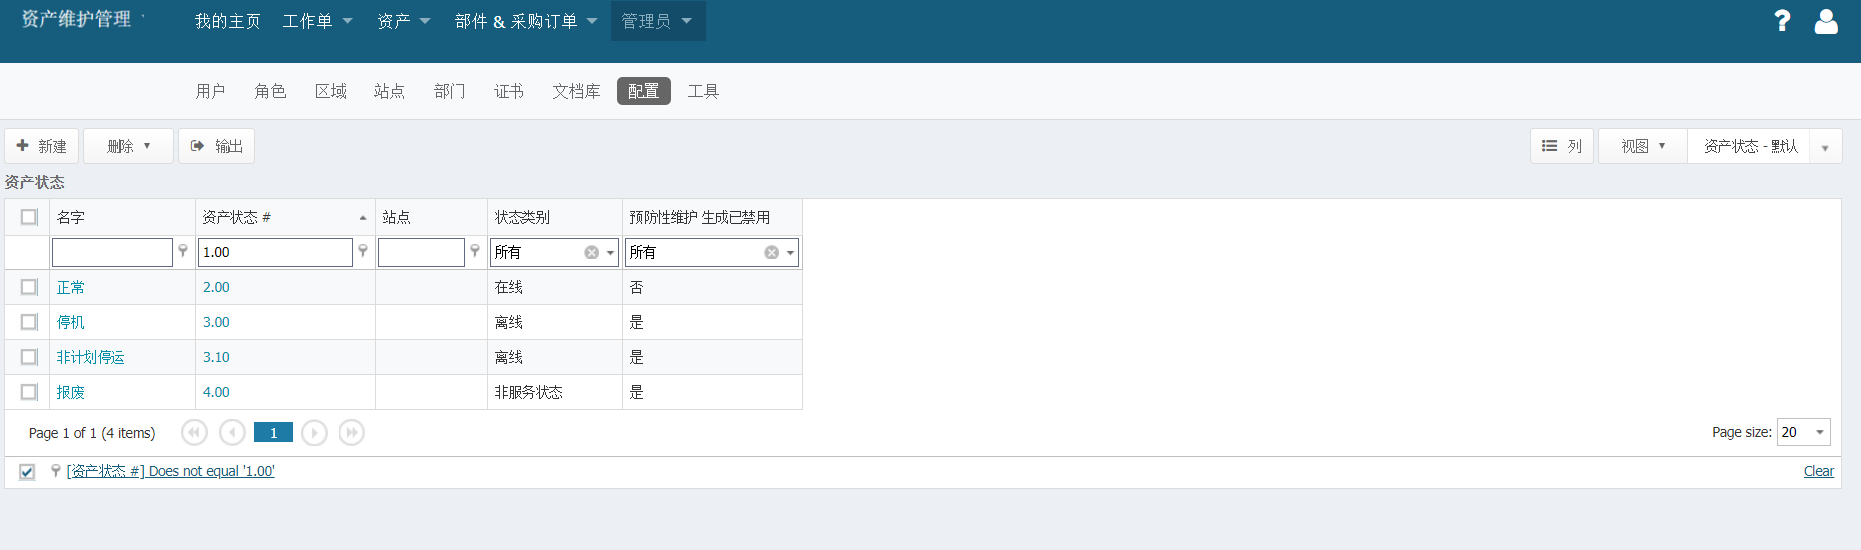 资产维护管理 我的主页 工作单 资产 部件 & 采购订单 管理员 ?
用户 角色 区域 站点 部门 证书 文档库 配置 工具
新建 删除 输出 列 视图 资产状态 - 默认
资产状态
名字 资产状态 # 站点 状态类别 预防性维护 生成已禁用
1.00 所有 所有
正常 2.00 在线 否
停机 3.00 离线 是
非计划停运 3.10 离线 是
报废 4.00 非服务状态 是
Page 1 of 1 (4 items) 1 Page size: 20
[资产状态 #] Does not equal '1.00' Clear